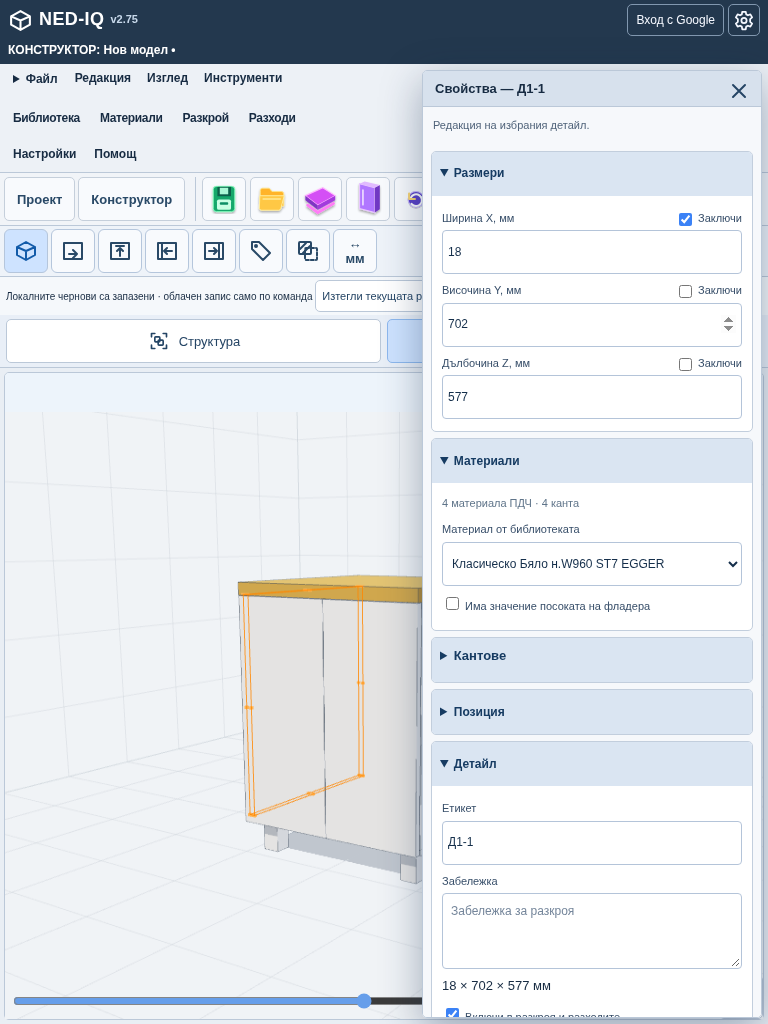 NED-IQ v2.75
Вход с Google
КОНСТРУКТОР: Нов модел •
Файл Редакция Изглед Инструменти
Библиотека Материали Разкрой Разходи
Настройки Помощ
Проект Конструктор
↔
мм
Локалните чернови са запазени · облачен запис само по команда
Изтегли текущата
Структура
Свойства — Д1-1
Редакция на избрания детайл.
Размери
Ширина X, мм Заключи
18
Височина Y, мм Заключи
702
Дълбочина Z, мм Заключи
577
Материали
4 материала ПДЧ · 4 канта
Материал от библиотеката
Класическо Бяло н.W960 ST7 EGGER
Има значение посоката на фладера
Кантове
Позиция
Детайл
Етикет
Д1-1
Забележка
Забележка за разкроя
18 × 702 × 577 мм
Включи в разкроя и разходите